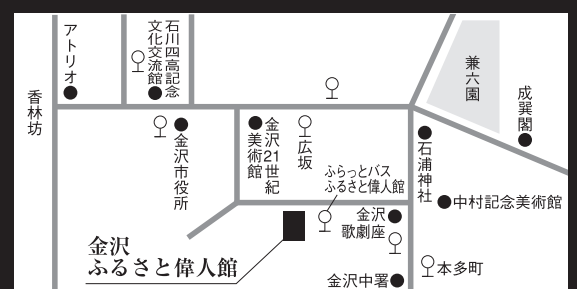 アトリオ
石川四高記念
文化交流館
兼六園
成巽閣
香林坊
金沢市役所
金沢21世紀
美術館
広坂
ふらっとバス
ふるさと偉人館
石浦神社
中村記念美術館
金沢
歌劇座
金沢
ふるさと偉人館
本多町
金沢中署